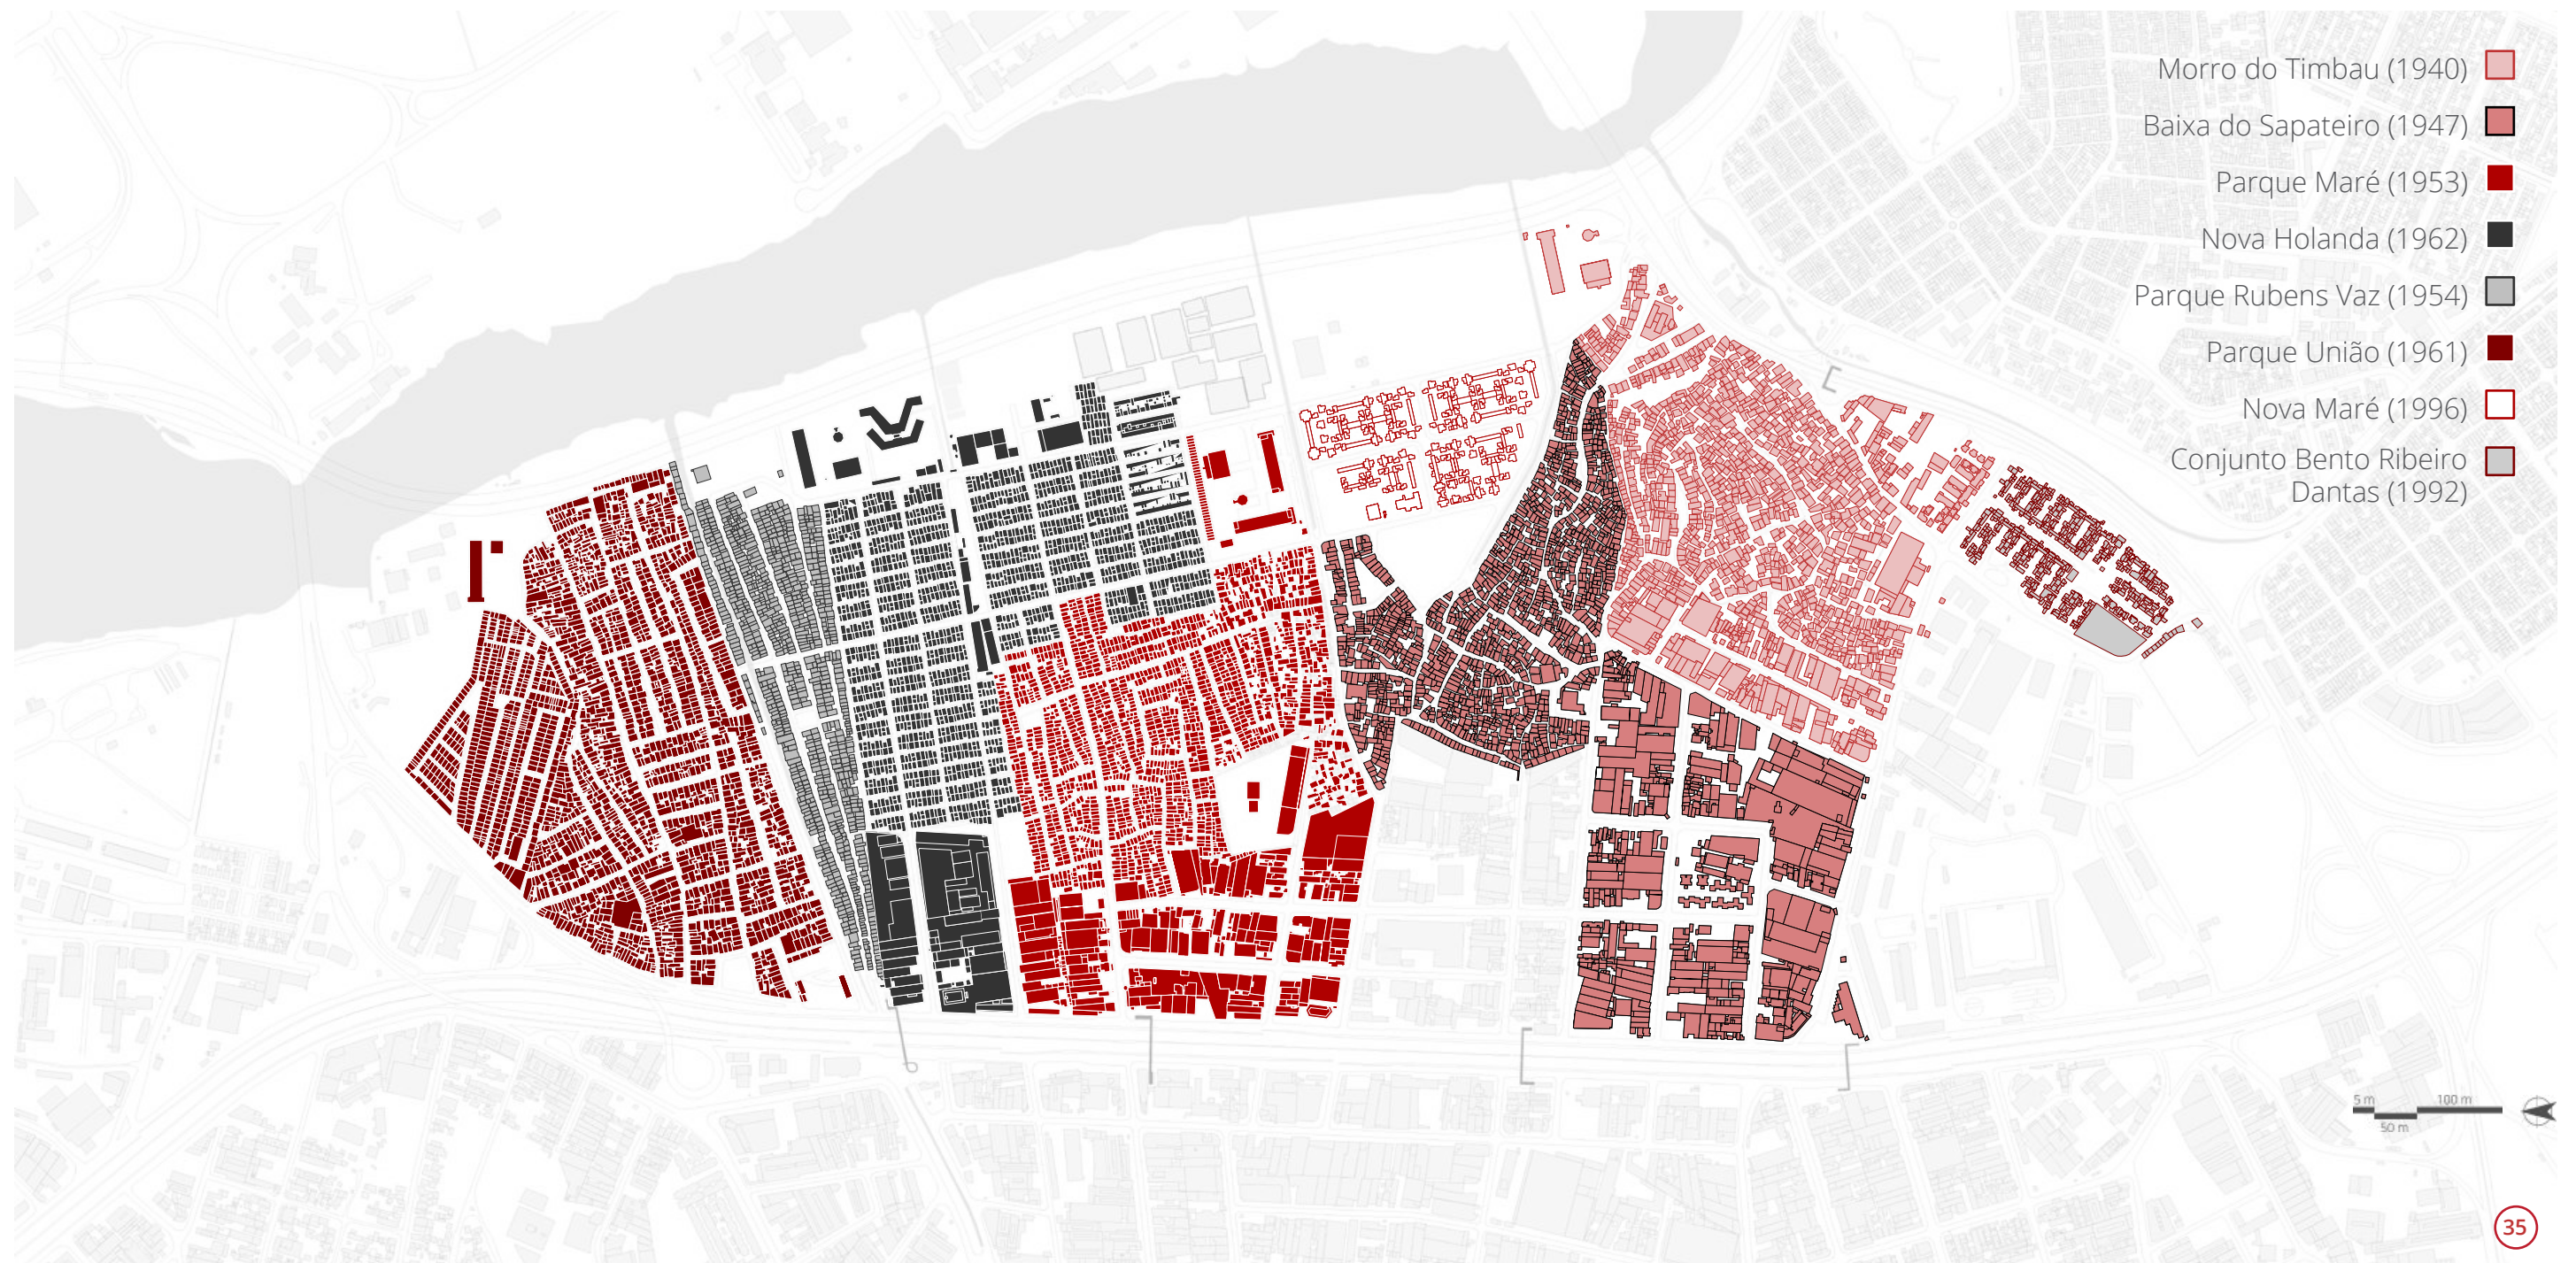 Morro do Timbau (1940)
Baixa do Sapateiro (1947)
Parque Maré (1953)
Nova Holanda (1962)
Parque Rubens Vaz (1954)
Parque União (1961)
Nova Maré (1996)
Conjunto Bento Ribeiro
Dantas (1992)
5 m 100 m
50 m
35